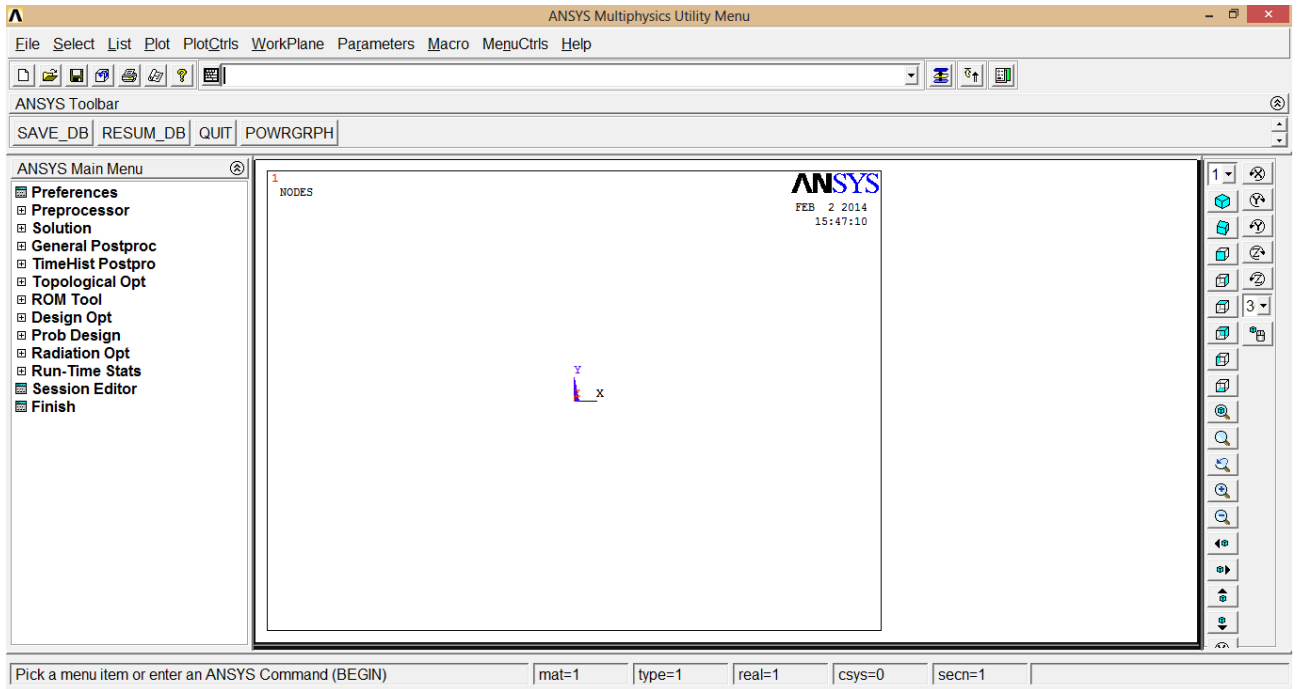 ANSYS Multiphysics Utility Menu
File Select List Plot PlotCtrls WorkPlane Parameters Macro MenuCtrls Help
ANSYS Toolbar
SAVE_DB RESUM_DB QUIT POWRGRPH
ANSYS Main Menu
Preferences
Preprocessor
Solution
General Postproc
TimeHist Postpro
Topological Opt
ROM Tool
Design Opt
Prob Design
Radiation Opt
Run-Time Stats
Session Editor
Finish
1
NODES
ANSYS
FEB 2 2014
15:47:10
Y
X
1
3
Pick a menu item or enter an ANSYS Command (BEGIN) mat=1 type=1 real=1 csys=0 secn=1